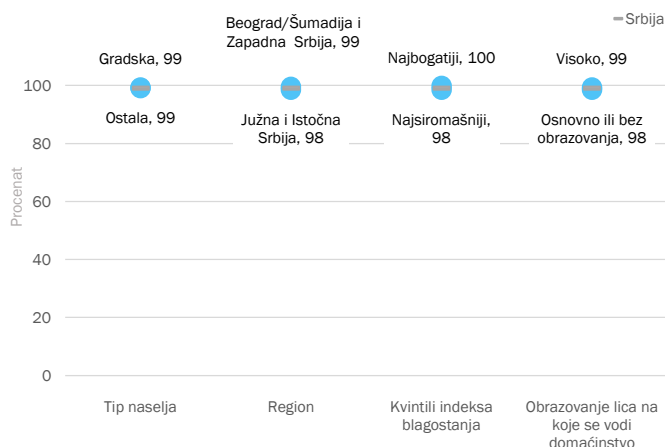 Srbija
Beograd/Šumadija i
Zapadna Srbija, 99
Gradska, 99
Najbogatiji, 100
Visoko, 99
Ostala, 99
Južna i Istočna
Srbija, 98
Najsiromašniji,
98
Osnovno ili bez
obrazovanja, 98
Procenat
100
80
60
40
20
0
Tip naselja
Region
Kvintili indeksa
blagostanja
Obrazovanje lica na
koje se vodi
domaćinstvo